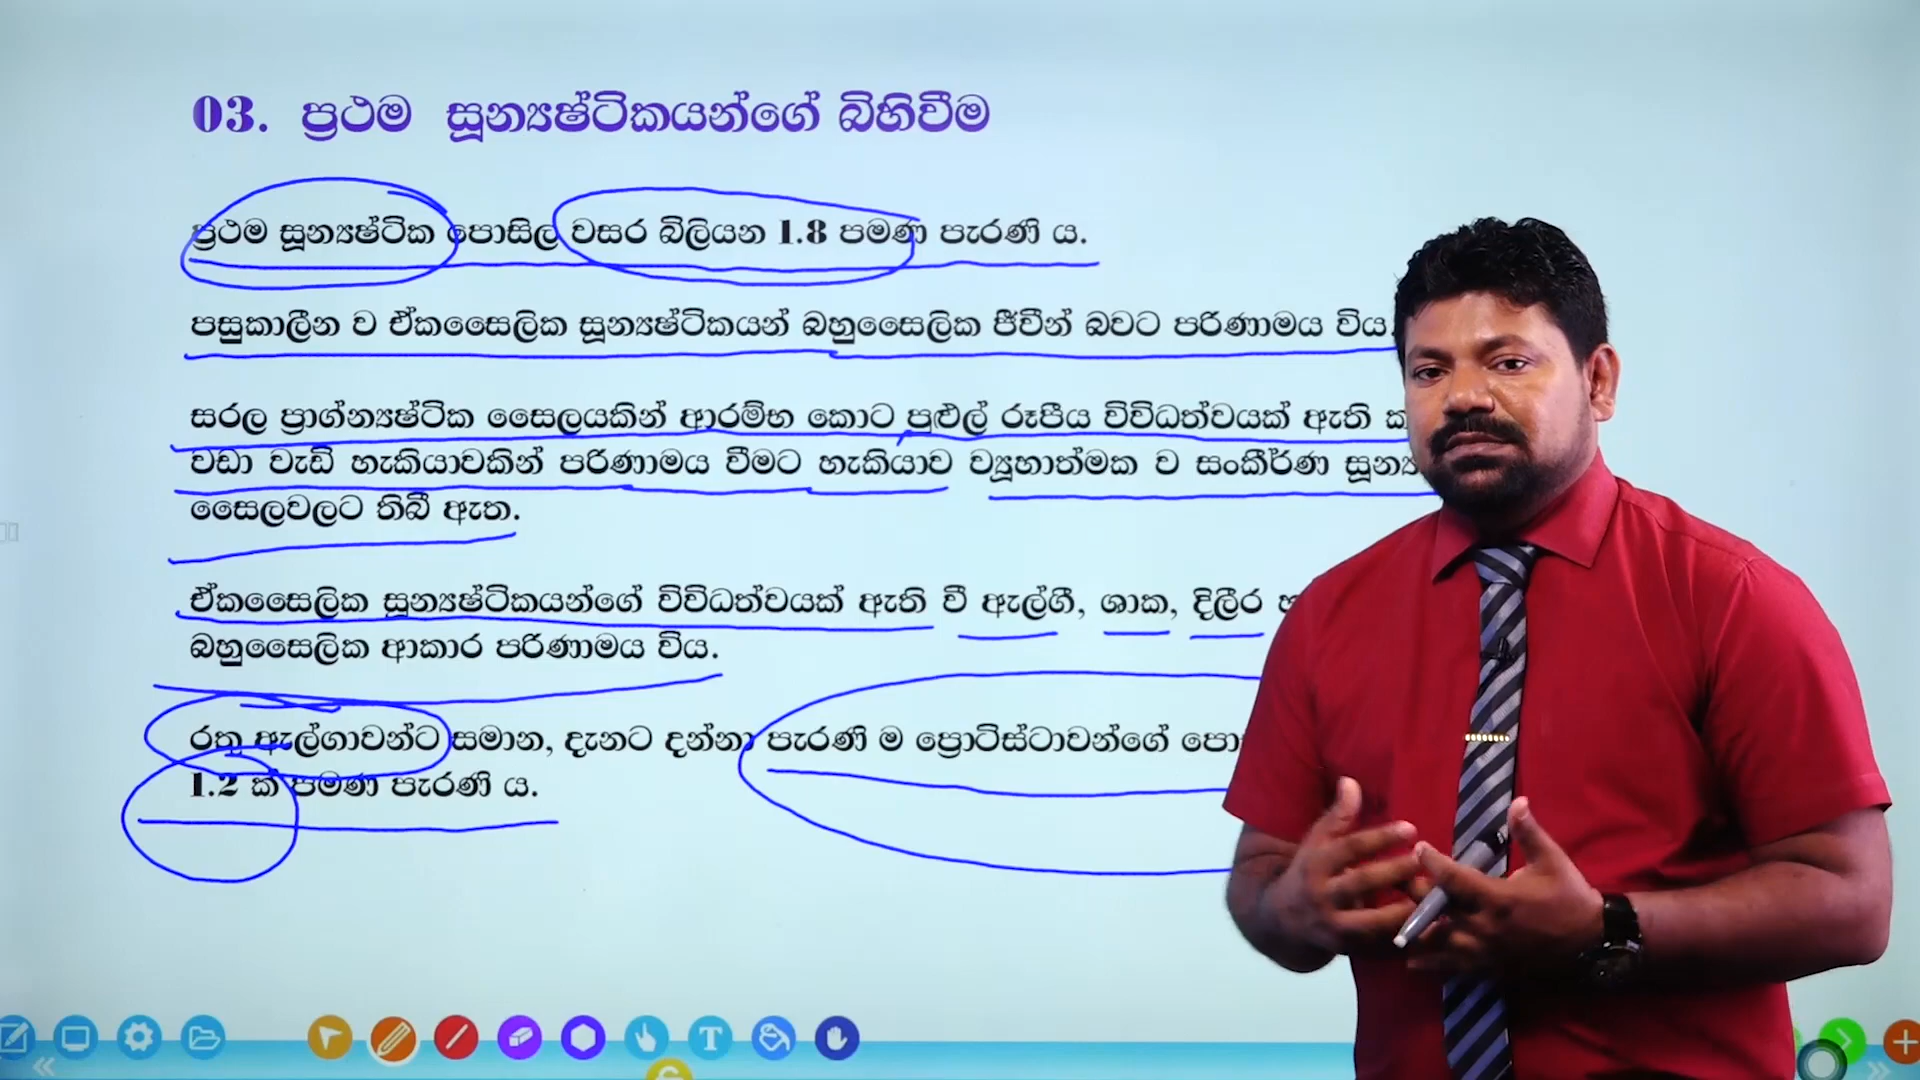 03. ප්‍රථම සූන්‍යෂ්ටිකයන්ගේ බිහිවීම
ප්‍රථම සූන්‍යෂ්ටික පොසිල වසර බිලියන 1.8 පමණ පැරණි ය.
පසුකාලීන ව ඒකසෛලික සූන්‍යෂ්ටිකයන් බහුසෛලික ජීවීන් බවට පරිණාමය විය.
සරල ප්‍රාග්න්‍යෂ්ටික සෛලයකින් ආරම්භ කොට පුළුල් රූපීය විවිධත්වයක් ඇති
වඩා වැඩි හැකියාවකින් පරිණාමය වීමට හැකියාව ව්‍යූහාත්මක ව සංකීර්ණ
සෛලවලට තිබී ඇත.
ඒකසෛලික සූන්‍යෂ්ටිකයන්ගේ විවිධත්වයක් ඇති වී ඇල්ගී, ශාක, දිලීර
බහුසෛලික ආකාර පරිණාමය විය.
රතු ඇල්ගාවන්ට සමාන, දැනට දන්නා පැරණි ම ප්‍රොටිස්ටාවන්ගේ
1.2 ක් පමණ පැරණි ය.
T